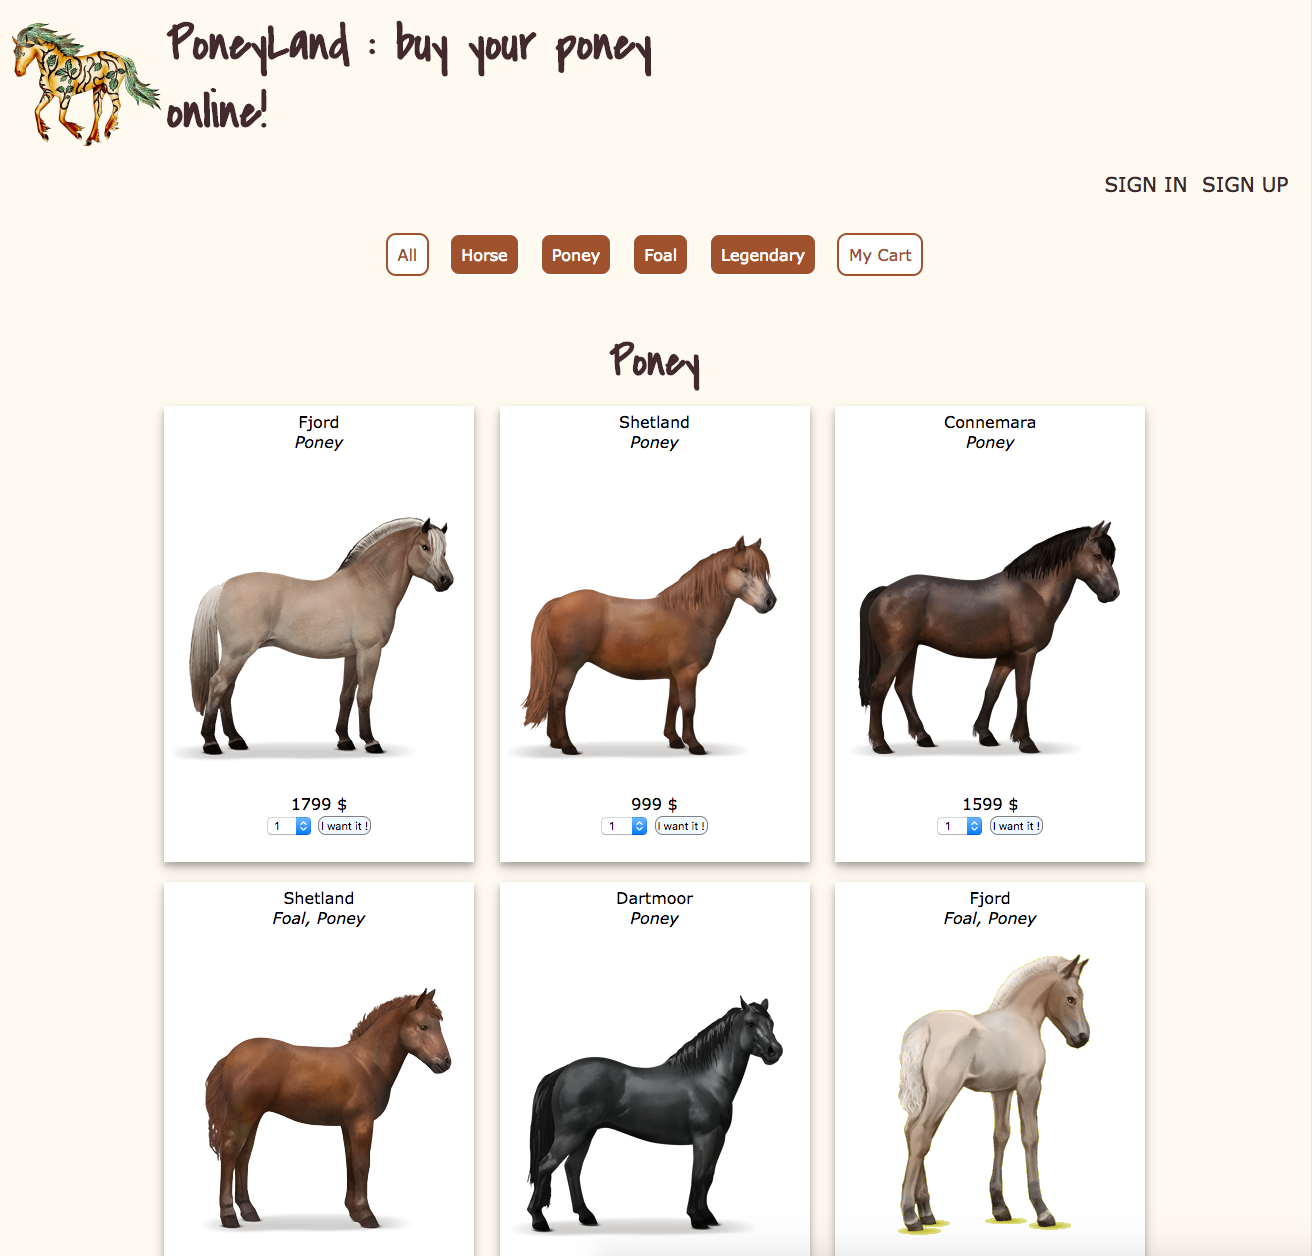 PoneyLand : buy your poney
online!
SIGN IN SIGN UP
All Horse Poney Foal Legendary My Cart
Poney
Fjord
Poney
1799 $
1 I want it !
Shetland
Poney
999 $
1 I want it !
Connemara
Poney
1599 $
1 I want it !
Shetland
Foal, Poney
Dartmoor
Poney
Fjord
Foal, Poney